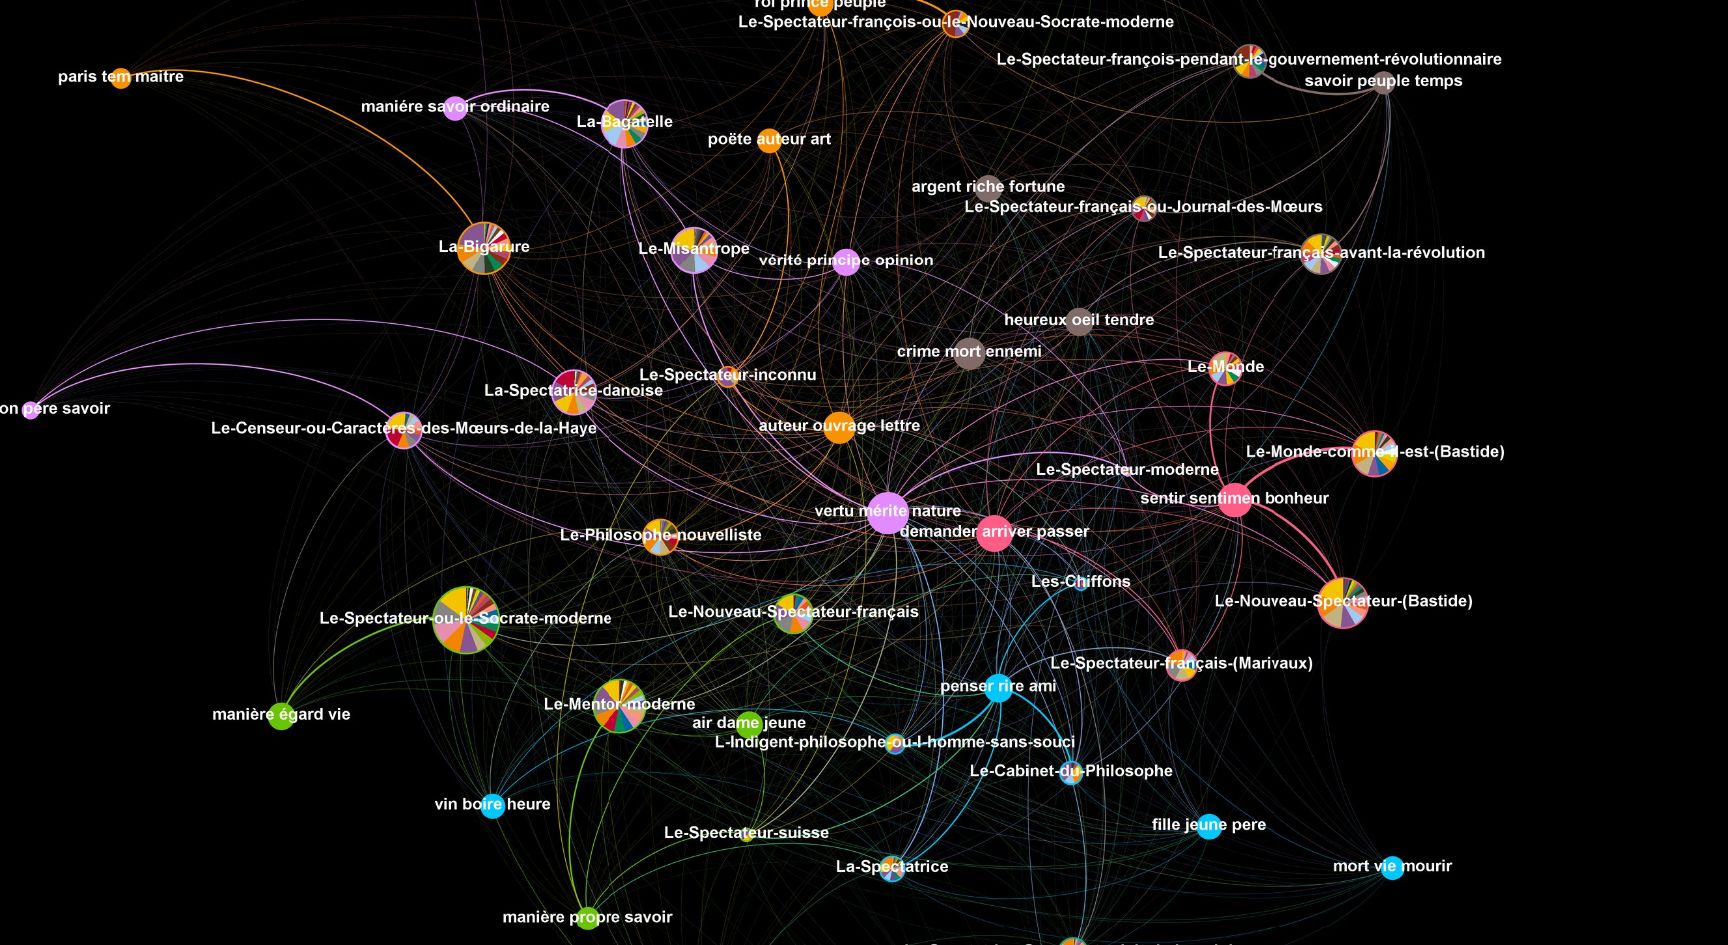 roi prince peuple
Le-Spectateur-françois-ou-le-Nouveau-Socrate-moderne
Le-Spectateur-françois-pendant-le-gouvernement-révolutionnaire
paris tem maitre
savoir peuple temps
maniére savoir ordinaire
La-Bagatelle
poëte auteur art
argent riche fortune
Le-Spectateur-français-ou-Journal-des-Mœurs
La-Bigarure
Le-Misantrope
Le-Spectateur-français-avant-la-révolution
vérité principe opinion
heureux oeil tendre
crime mort ennemi
Le-Monde
Le-Spectateur-inconnu
La-Spectatrice-danoise
on père savoir
auteur ouvrage lettre
Le-Censeur-ou-Caractères-des-Mœurs-de-la-Haye
Le-Monde-comme-il-est-(Bastide)
Le-Spectateur-moderne
sentir sentimen bonheur
vertu mérite nature
demander arriver passer
Le-Philosophe-nouvelliste
Les-Chiffons
Le-Nouveau-Spectateur-(Bastide)
Le-Nouveau-Spectateur-français
Le-Spectateur-ou-le-Socrate-moderne
Le-Spectateur-français-(Marivaux)
penser rire ami
Le-Mentor-moderne
manière égard vie
air dame jeune
L-Indigent-philosophe-ou-l-homme-sans-souci
Le-Cabinet-du-Philosophe
vin boire heure
fille jeune pere
Le-Spectateur-suisse
La-Spectatrice
mort vie mourir
manière propre savoir